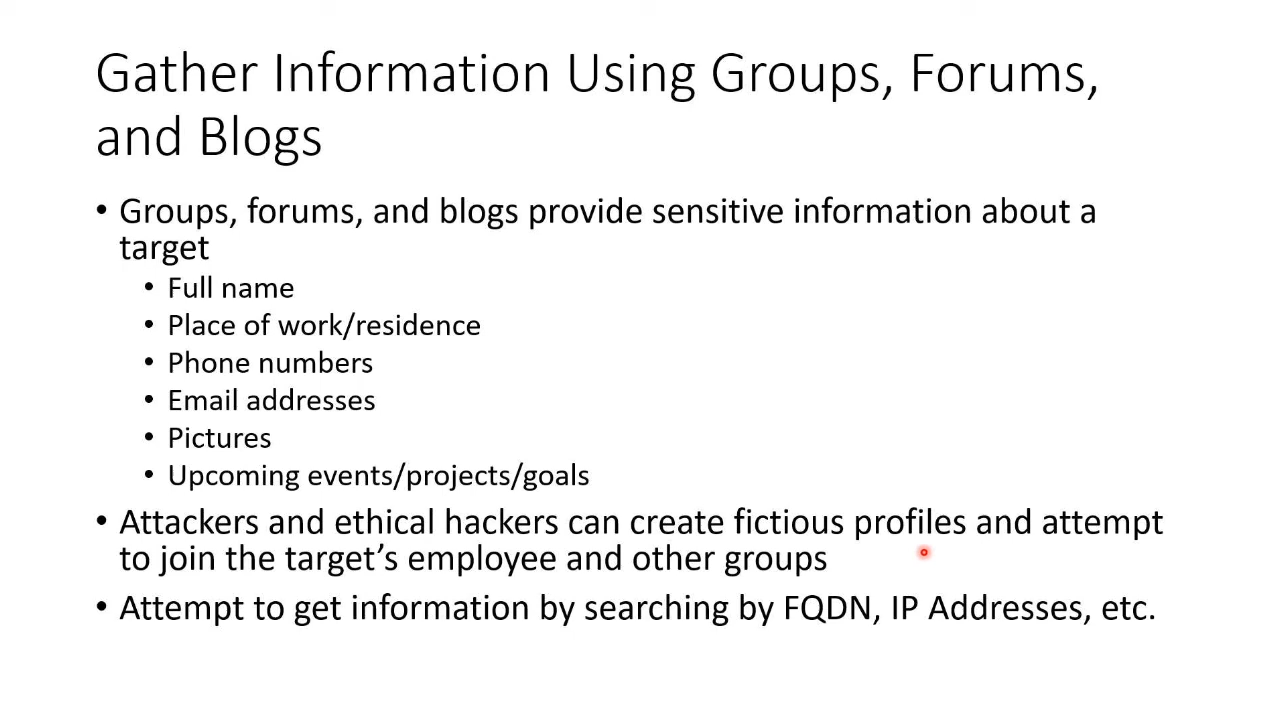 Gather Information Using Groups, Forums,
and Blogs
• Groups, forums, and blogs provide sensitive information about a
target
• Full name
• Place of work/residence
• Phone numbers
• Email addresses
• Pictures
• Upcoming events/projects/goals
• Attackers and ethical hackers can create fictious profiles and attempt
to join the target’s employee and other groups
• Attempt to get information by searching by FQDN, IP Addresses, etc.